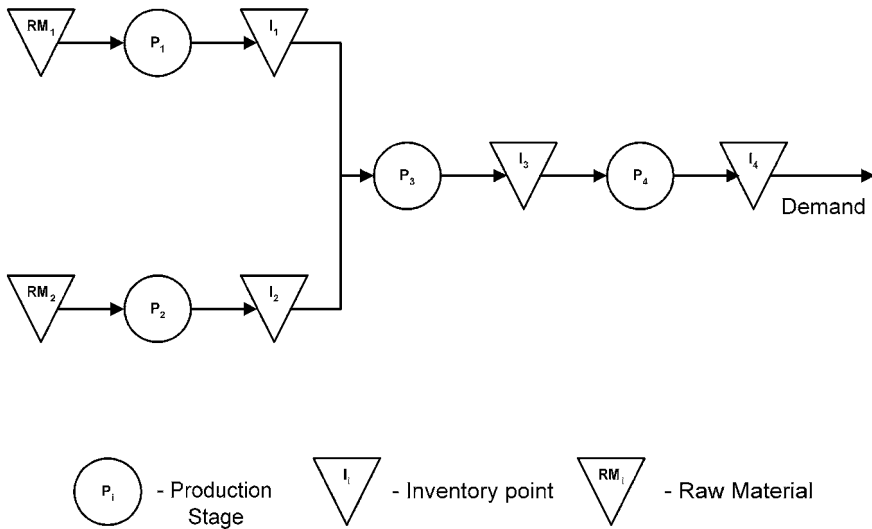 RM₁
P₁
I₁
P₃
I₃
P₄
I₄
Demand
RM₂
P₂
I₂
Pᵢ
- Production
Stage
Iᵢ
- Inventory point
RMᵢ
- Raw Material